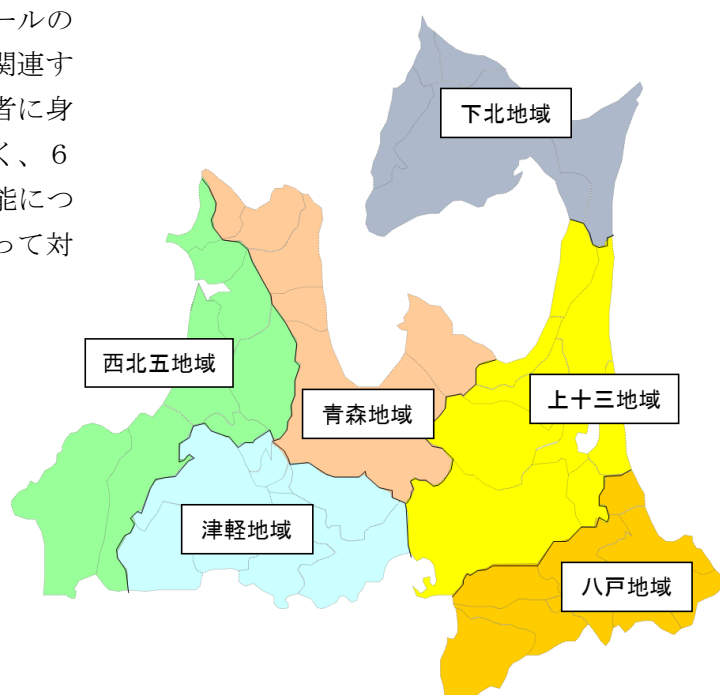 ールの
関連す
者に身
く、６
能につ
って対
下北地域
西北五地域
青森地域
上十三地域
津軽地域
八戸地域